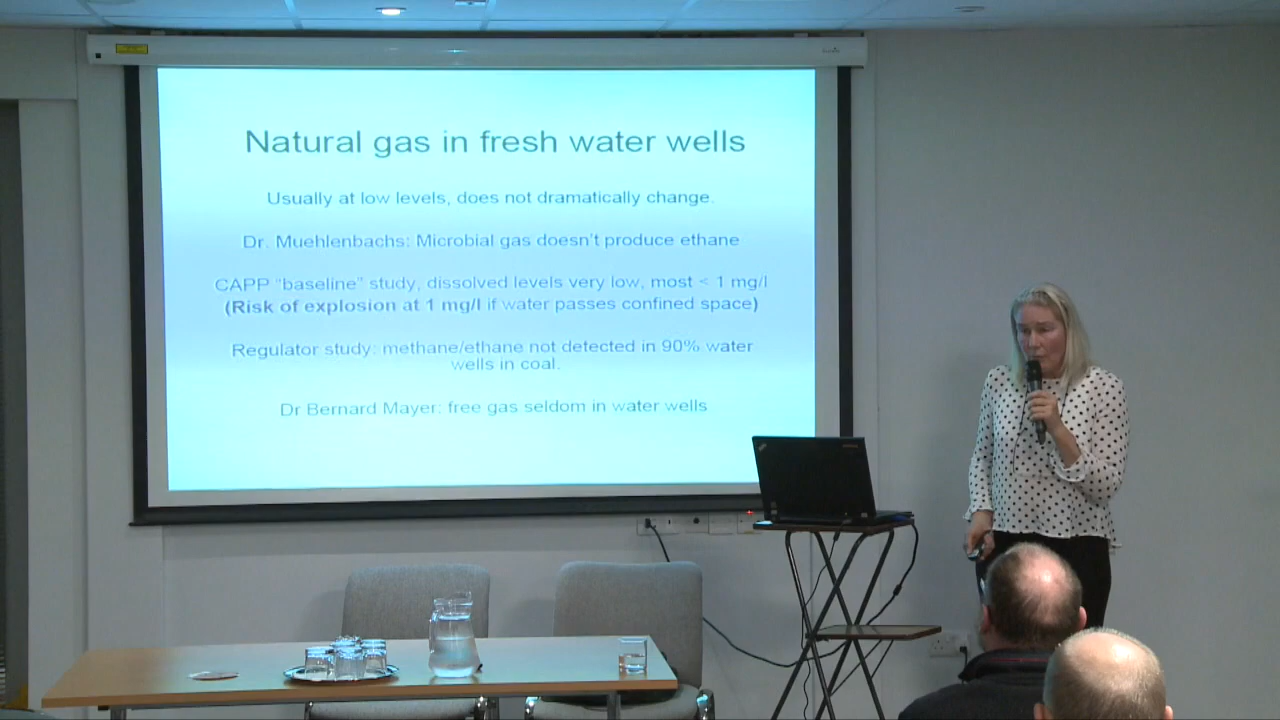 Natural gas in fresh water wells
Usually at low levels, does not dramatically change.
Dr. Muehlenbachs: Microbial gas doesn't produce ethane
CAPP "baseline" study, dissolved levels very low, most < 1 mg/l
(Risk of explosion at 1 mg/l if water passes confined space)
Regulator study: methane/ethane not detected in 90% water
wells in coal.
Dr Bernard Mayer: free gas seldom in water wells